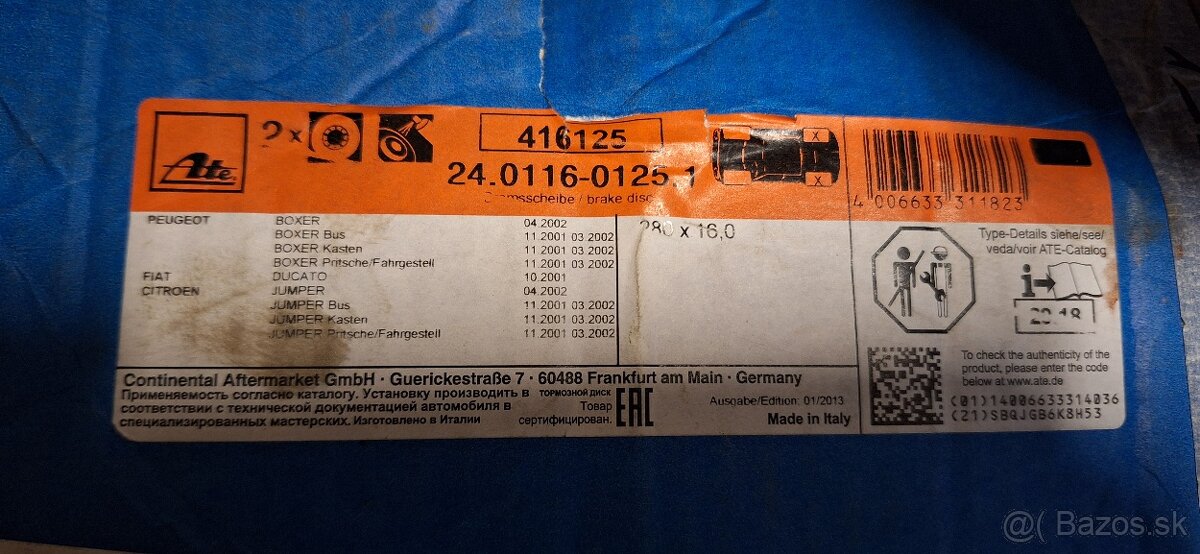 Ate
2 x
416125
24.0116-0125.1
Bremsscheibe / brake disc
X
X
4 006633 311823
PEUGEOT BOXER 04.2002
BOXER Bus 11.2001 03.2002
BOXER Kasten 11.2001 03.2002
BOXER Pritsche/Fahrgestell 11.2001 03.2002
FIAT DUCATO 10.2001
CITROEN JUMPER 04.2002
JUMPER Bus 11.2001 03.2002
JUMPER Kasten 11.2001 03.2002
JUMPER Pritsche/Fahrgestell 11.2001 03.2002
280 x 16,0
Type-Details siehe/see/
veda/voir ATE-Catalog
i
To check the authenticity of the
product, please enter the code
below at www.ate.de
(01)14006633314036
(21)SBQJGB6K8H53
Continental Aftermarket GmbH · Guerickestraße 7 · 60488 Frankfurt am Main · Germany
Применяемость согласно каталогу. Установку производить в
соответствии с технической документацией автомобиля в
специализированных мастерских. Изготовлено в Италии
ТОРМОЗНОЙ ДИСК
Товар
сертифицирован.
EAC
Ausgabe/Edition: 01/2013
Made in Italy
@( Bazos.sk